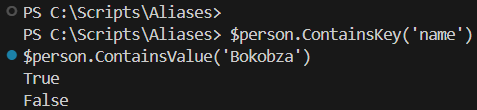 PS C:\Scripts\Aliases>
PS C:\Scripts\Aliases> $person.ContainsKey('name')
$person.ContainsValue('Bokobza')
True
False